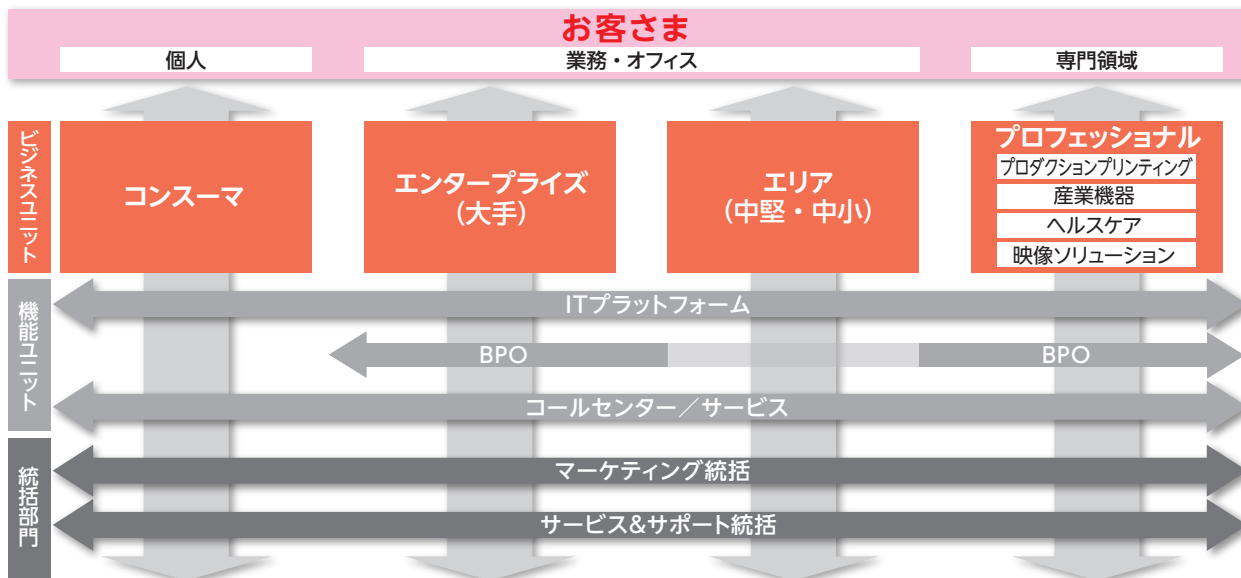 お客さま
個人
業務・オフィス
専門領域
ビジネスユニット
コンスーマ
エンタープライズ
（大手）
エリア
（中堅・中小）
プロフェッショナル
プロダクションプリンティング
産業機器
ヘルスケア
映像ソリューション
機能ユニット
ITプラットフォーム
BPO
BPO
コールセンター／サービス
統括部門
マーケティング統括
サービス&サポート統括